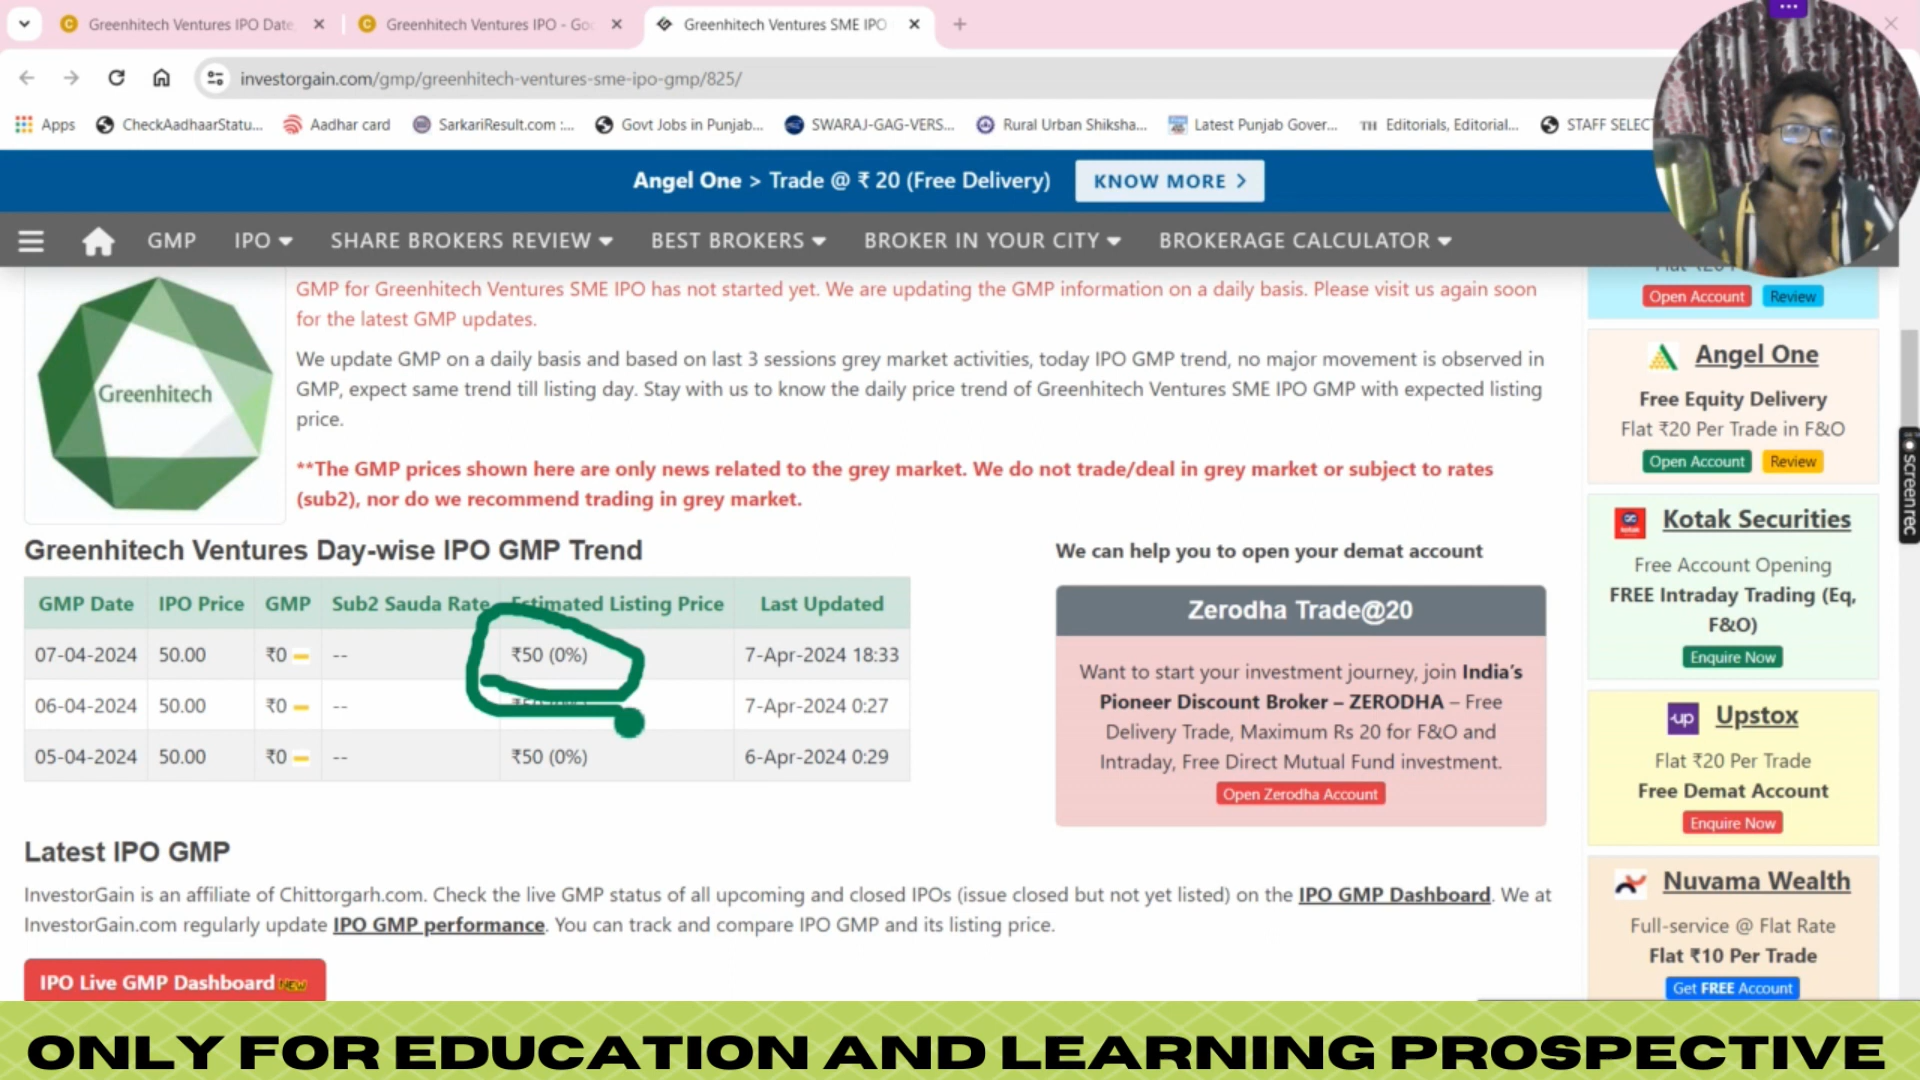 Greenhitech Ventures IPO Date
Greenhitech Ventures IPO - Goo
Greenhitech Ventures SME IPO
investorgain.com/gmp/greenhitech-ventures-sme-ipo-gmp/825/
Apps
CheckAadhaarStatu...
Aadhar card
SarkariResult.com :...
Govt Jobs in Punjab...
SWARAJ-GAG-VERS...
Rural Urban Shiksha...
Latest Punjab Gover...
Editorials, Editorial...
STAFF SELEC
Angel One > Trade @ ₹ 20 (Free Delivery)
KNOW MORE >
GMP
IPO
SHARE BROKERS REVIEW
BEST BROKERS
BROKER IN YOUR CITY
BROKERAGE CALCULATOR
Greenhitech
GMP for Greenhitech Ventures SME IPO has not started yet. We are updating the GMP information on a daily basis. Please visit us again soon
for the latest GMP updates.
We update GMP on a daily basis and based on last 3 sessions grey market activities, today IPO GMP trend, no major movement is observed in
GMP, expect same trend till listing day. Stay with us to know the daily price trend of Greenhitech Ventures SME IPO GMP with expected listing
price.
**The GMP prices shown here are only news related to the grey market. We do not trade/deal in grey market or subject to rates
(sub2), nor do we recommend trading in grey market.
Greenhitech Ventures Day-wise IPO GMP Trend
GMP Date IPO Price GMP Sub2 Sauda Rate Estimated Listing Price Last Updated
07-04-2024 50.00 ₹0 -- ₹50 (0%) 7-Apr-2024 18:33
06-04-2024 50.00 ₹0 -- 7-Apr-2024 0:27
05-04-2024 50.00 ₹0 -- ₹50 (0%) 6-Apr-2024 0:29
We can help you to open your demat account
Zerodha Trade@20
Want to start your investment journey, join India's
Pioneer Discount Broker – ZERODHA – Free
Delivery Trade, Maximum Rs 20 for F&O and
Intraday, Free Direct Mutual Fund investment.
Open Zerodha Account
Latest IPO GMP
InvestorGain is an affiliate of Chittorgarh.com. Check the live GMP status of all upcoming and closed IPOs (issue closed but not yet listed) on the IPO GMP Dashboard. We at
InvestorGain.com regularly update IPO GMP performance. You can track and compare IPO GMP and its listing price.
IPO Live GMP Dashboard NEW
Open Account
Review
Angel One
Free Equity Delivery
Flat ₹20 Per Trade in F&O
Open Account
Review
Kotak Securities
Free Account Opening
FREE Intraday Trading (Eq,
F&O)
Enquire Now
up
Upstox
Flat ₹20 Per Trade
Free Demat Account
Enquire Now
Nuvama Wealth
Full-service @ Flat Rate
Flat ₹10 Per Trade
Get FREE Account
screenrec
ONLY FOR EDUCATION AND LEARNING PROSPECTIVE